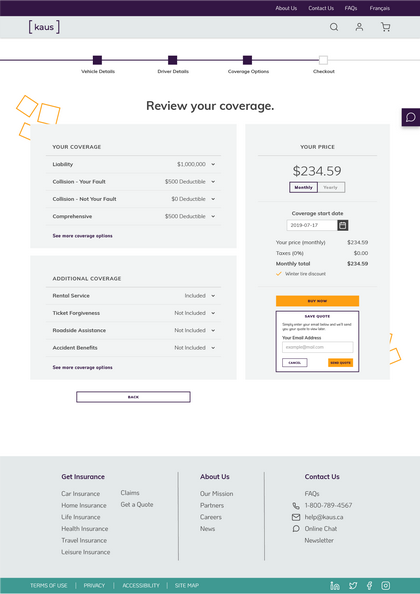 About Us Contact Us FAQs Français
[ kaus ]
Vehicle Details Driver Details Coverage Options Checkout
Review your coverage.
YOUR COVERAGE
Liability $1,000,000
Collision - Your Fault $500 Deductible
Collision - Not Your Fault $0 Deductible
Comprehensive $500 Deductible
See more coverage options
ADDITIONAL COVERAGE
Rental Service Included
Ticket Forgiveness Not Included
Roadside Assistance Not Included
Accident Benefits Not Included
See more coverage options
YOUR PRICE
$234.59
Monthly Yearly
Coverage start date
2019-07-17
Your price (monthly) $234.59
Taxes (0%) $0.00
Monthly total $234.59
Winter tire discount
BUY NOW
SAVE QUOTE
Simply enter your email below and we'll send
you your quote to view later.
Your Email Address
example@mail.com
CANCEL SEND QUOTE
BACK
Get Insurance
Car Insurance
Home Insurance
Life Insurance
Health Insurance
Travel Insurance
Leisure Insurance
Claims
Get a Quote
About Us
Our Mission
Partners
Careers
News
Contact Us
FAQs
1-800-789-4567
help@kaus.ca
Online Chat
Newsletter
TERMS OF USE | PRIVACY | ACCESSIBILITY | SITE MAP